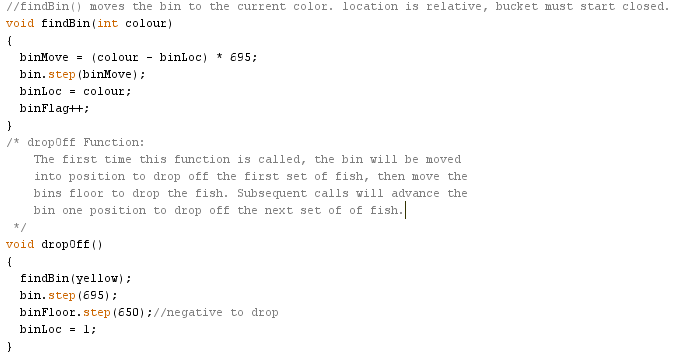 //findBin() moves the bin to the current color. location is relative, bucket must start closed.
void findBin(int colour)
{
  binMove = (colour - binLoc) * 695;
  bin.step(binMove);
  binLoc = colour;
  binFlag++;
}
/* dropOff Function:
    The first time this function is called, the bin will be moved
    into position to drop off the first set of fish, then move the
    bins floor to drop the fish. Subsequent calls will advance the
    bin one position to drop off the next set of of fish.
 */
void dropOff()
{
  findBin(yellow);
  bin.step(695);
  binFloor.step(650);//negative to drop
  binLoc = 1;
}